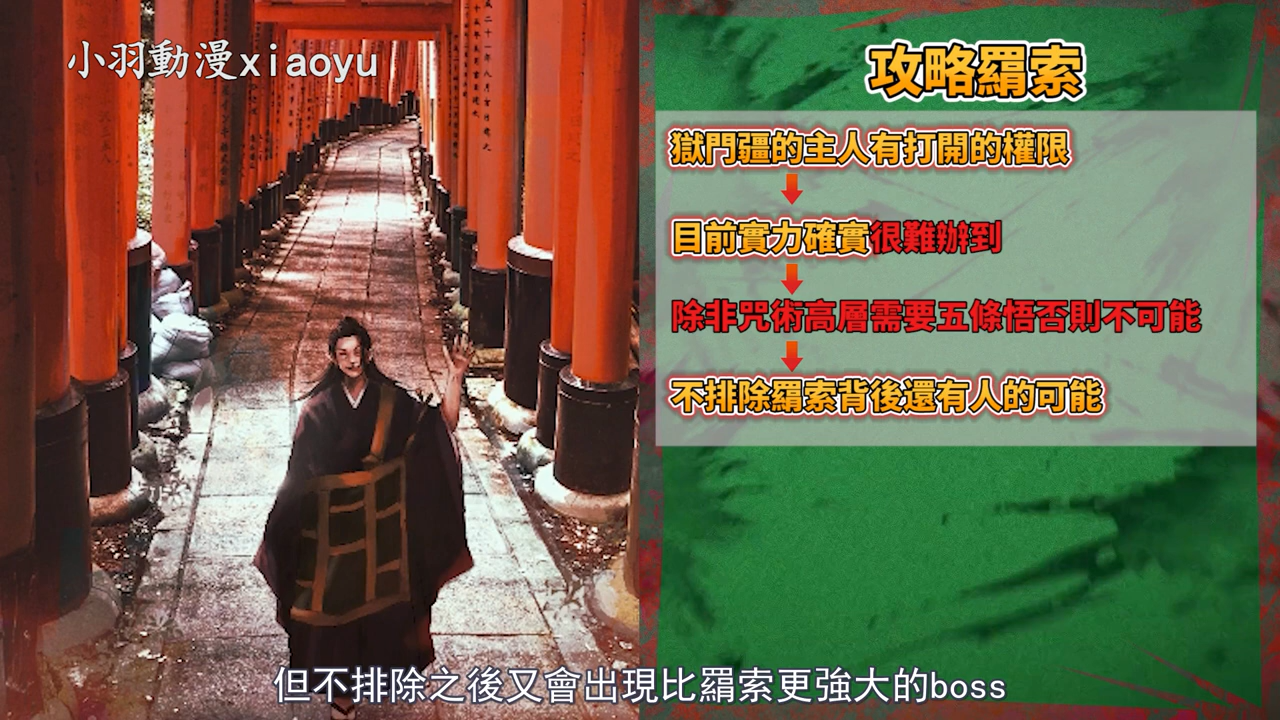 小羽動漫xiaoyu
攻略羂索
獄門疆的主人有打開的權限
目前實力確實很難辦到
除非咒術高層需要五條悟否則不可能
不排除羂索背後還有人的可能
但不排除之後又會出現比羂索更強大的boss